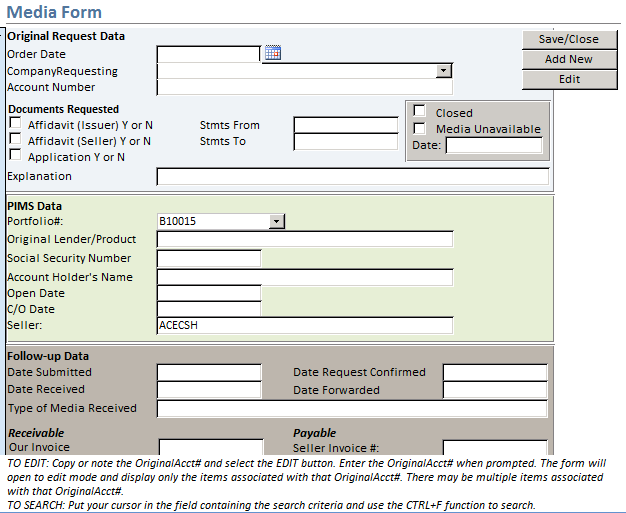 Media Form
Original Request Data
Save/Close
Order Date
Add New
CompanyRequesting
Edit
Account Number
Documents Requested
Closed
Affidavit (Issuer) Y or N Stmts From
Media Unavailable
Affidavit (Seller) Y or N Stmts To
Date:
Application Y or N
Explanation
PIMS Data
Portfolio#: B10015
Original Lender/Product
Social Security Number
Account Holder's Name
Open Date
C/O Date
Seller: ACECSH
Follow-up Data
Date Submitted Date Request Confirmed
Date Received Date Forwarded
Type of Media Received
Receivable Payable
Our Invoice Seller Invoice #:
TO EDIT: Copy or note the OriginalAcct# and select the EDIT button. Enter the OriginalAcct# when prompted. The form will
open to edit mode and display only the items associated with that OriginalAcct#. There may be multiple items associated
with that OriginalAcct#.
TO SEARCH: Put your cursor in the field containing the search criteria and use the CTRL+F function to search.